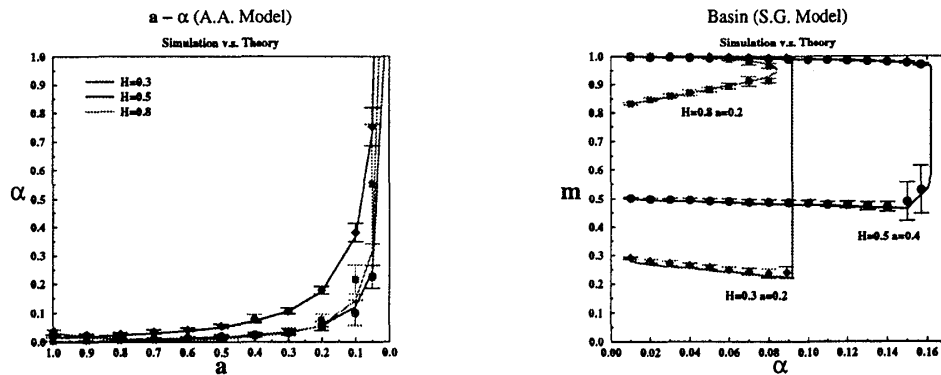 a – α (A.A. Model)
Simulation v.s. Theory
1.0
0.9
0.8
0.7
0.6
0.5
0.4
0.3
0.2
0.1
0.0
α
H=0.3
H=0.5
H=0.8
1.0 0.9 0.8 0.7 0.6 0.5 0.4 0.3 0.2 0.1 0.0
a
Basin (S.G. Model)
Simulation v.s. Theory
1.0
0.9
0.8
0.7
0.6
0.5
0.4
0.3
0.2
0.1
0.0
m
H=0.8 a=0.2
H=0.5 a=0.4
H=0.3 a=0.2
0.00 0.02 0.04 0.06 0.08 0.10 0.12 0.14 0.16
α